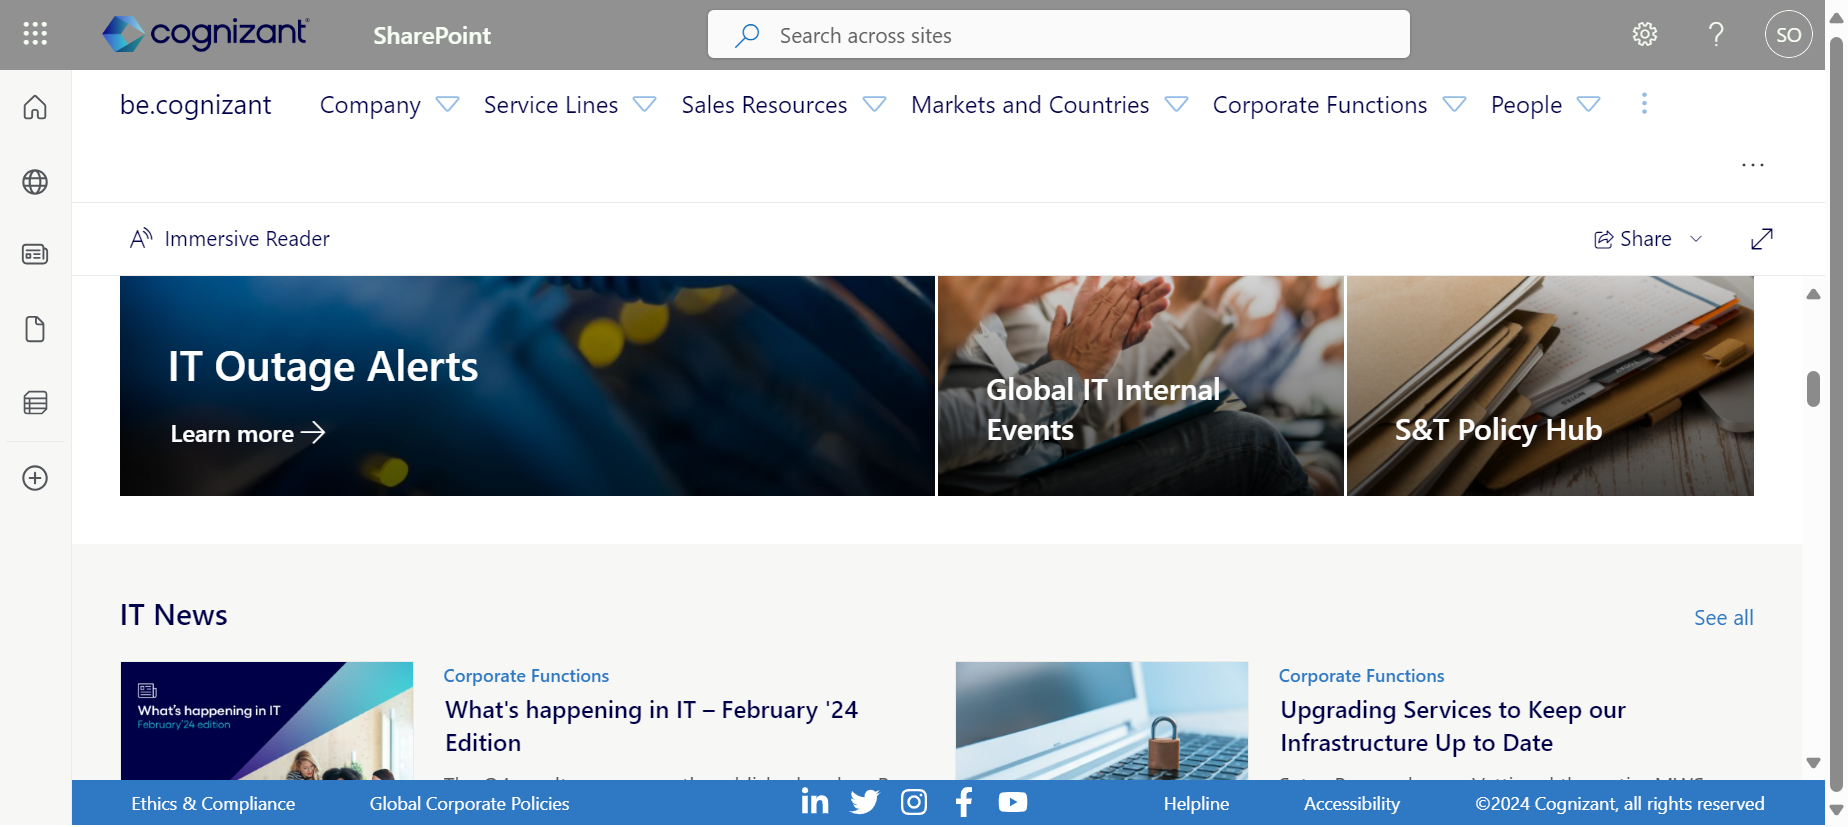 cognizant
SharePoint
Search across sites
SO
be.cognizant
Company
Service Lines
Sales Resources
Markets and Countries
Corporate Functions
People
Immersive Reader
Share
IT Outage Alerts
Learn more
Global IT Internal
Events
S&T Policy Hub
IT News
See all
What's happening in IT
February'24 edition
Corporate Functions
What's happening in IT – February '24
Edition
Corporate Functions
Upgrading Services to Keep our
Infrastructure Up to Date
Ethics & Compliance
Global Corporate Policies
Helpline
Accessibility
©2024 Cognizant, all rights reserved